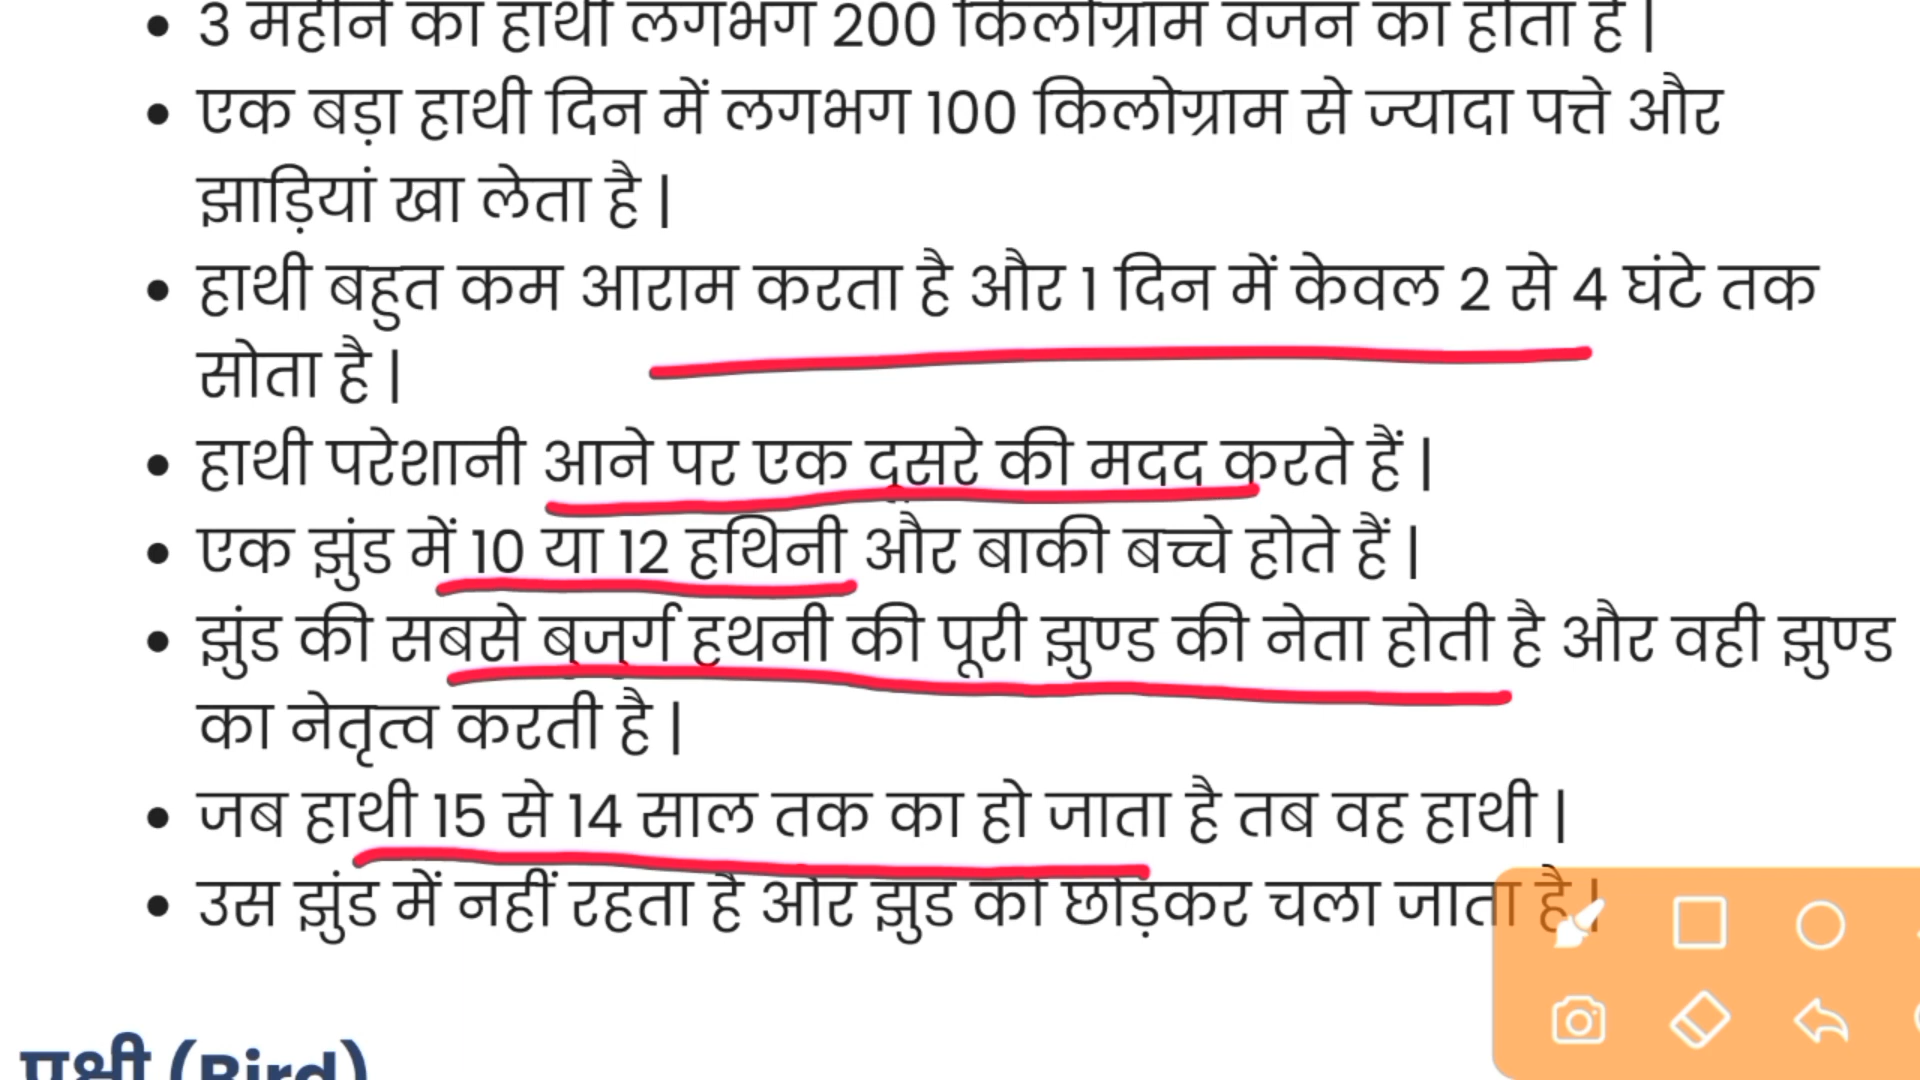 3 महीने का हाथी लगभग 200 किलोग्राम वजन का होता है |
एक बड़ा हाथी दिन में लगभग 100 किलोग्राम से ज्यादा पत्ते और
झाड़ियां खा लेता है |
हाथी बहुत कम आराम करता है और 1 दिन में केवल 2 से 4 घंटे तक
सोता है |
हाथी परेशानी आने पर एक दूसरे की मदद करते हैं |
एक झुंड में 10 या 12 हथिनी और बाकी बच्चे होते हैं |
झुंड की सबसे बुजुर्ग हथनी की पूरी झुण्ड की नेता होती है और वही झुण्ड
का नेतृत्व करती है |
जब हाथी 15 से 14 साल तक का हो जाता है तब वह हाथी |
उस झुंड में नहीं रहता है और झुंड को छोड़कर चला जाता है |
पक्षी (Bird)